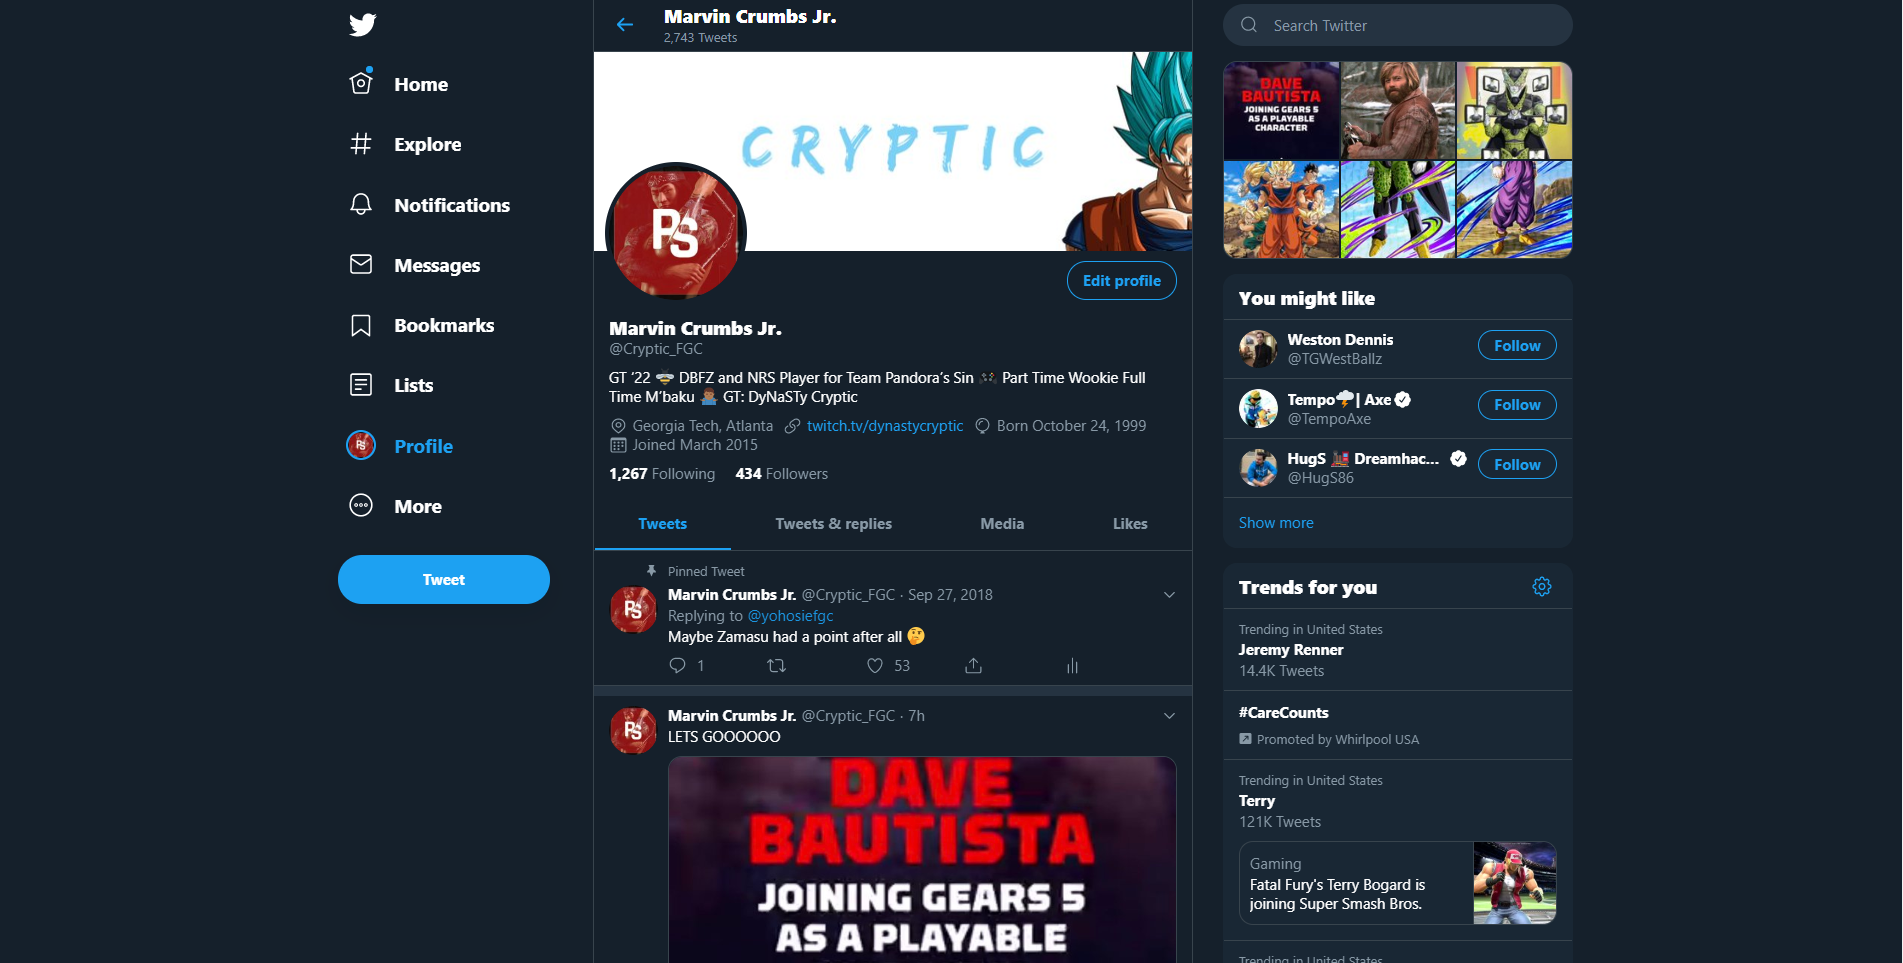 Home
Explore
Notifications
Messages
Bookmarks
Lists
Profile
More
Tweet
Marvin Crumbs Jr.
2,743 Tweets
CRYPTIC
PS
Edit profile
Marvin Crumbs Jr.
@Cryptic_FGC
GT ‘22 🐝 DBFZ and NRS Player for Team Pandora’s Sin 🎮 Part Time Wookie Full
Time M’baku 🤷🏾‍♂️ GT: DyNaSTy Cryptic
Georgia Tech, Atlanta twitch.tv/dynastycryptic Born October 24, 1999
Joined March 2015
1,267 Following 434 Followers
Tweets Tweets & replies Media Likes
Pinned Tweet
Marvin Crumbs Jr. @Cryptic_FGC · Sep 27, 2018
Replying to @yohosiefgc
Maybe Zamasu had a point after all 🤔
1 53
Marvin Crumbs Jr. @Cryptic_FGC · 7h
LETS GOOOOOO
DAVE
BAUTISTA
JOINING GEARS 5
AS A PLAYABLE
Search Twitter
DAVE
BAUTISTA
JOINING GEARS 5
AS A PLAYABLE
CHARACTER
You might like
Weston Dennis
@TGWestBallz
Follow
Tempo🌩| Axe
@TempoAxe
Follow
HugS Dreamhac...
@HugS86
Follow
Show more
Trends for you
Trending in United States
Jeremy Renner
14.4K Tweets
#CareCounts
Promoted by Whirlpool USA
Trending in United States
Terry
121K Tweets
Gaming
Fatal Fury's Terry Bogard is
joining Super Smash Bros.
Trending in United States